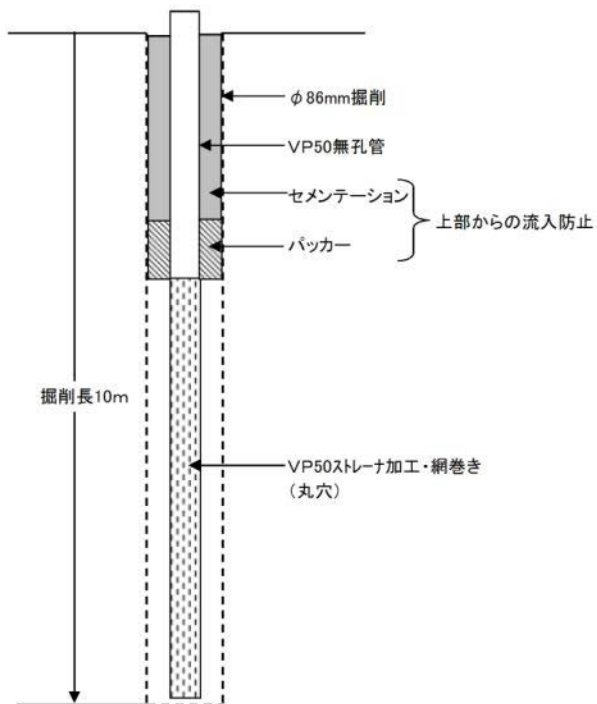 φ86mm掘削
VP50無孔管
セメンテーション
上部からの流入防止
パッカー
掘削長10m
VP50ストレーナ加工・網巻き
(丸穴)